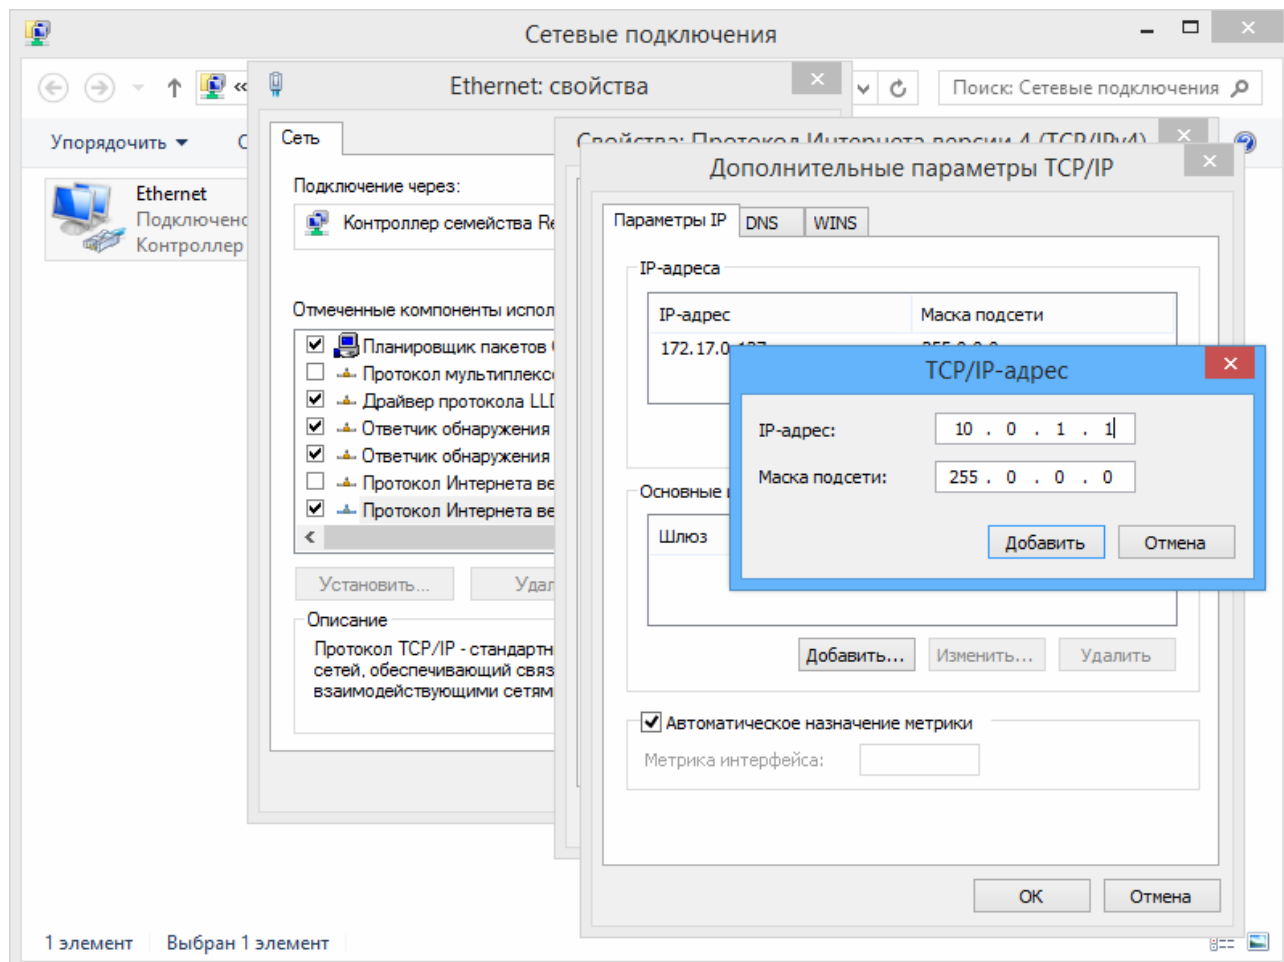 Сетевые подключения
«
Поиск: Сетевые подключения
Упорядочить
Ethernet
Подключено
Контроллер
1 элемент
Выбран 1 элемент
Ethernet: свойства
Сеть
Подключение через:
Контроллер семейства Re
Отмеченные компоненты испол
Планировщик пакетов
Протокол мультиплекс
Драйвер протокола LLD
Ответчик обнаружения
Ответчик обнаружения
Протокол Интернета ве
Протокол Интернета ве
Установить...
Удал
Описание
Протокол TCP/IP - стандартн
сетей, обеспечивающий связ
взаимодействующими сетям
Свойства: Протокол Интернета версии 4 (TCP/IPv4)
Дополнительные параметры TCP/IP
Параметры IP
DNS
WINS
IP-адреса
IP-адрес
Маска подсети
172.17.0
Основные
Шлюз
Добавить...
Изменить...
Удалить
Автоматическое назначение метрики
Метрика интерфейса:
OK
Отмена
TCP/IP-адрес
IP-адрес:
10 . 0 . 1 . 1
Маска подсети:
255 . 0 . 0 . 0
Добавить
Отмена